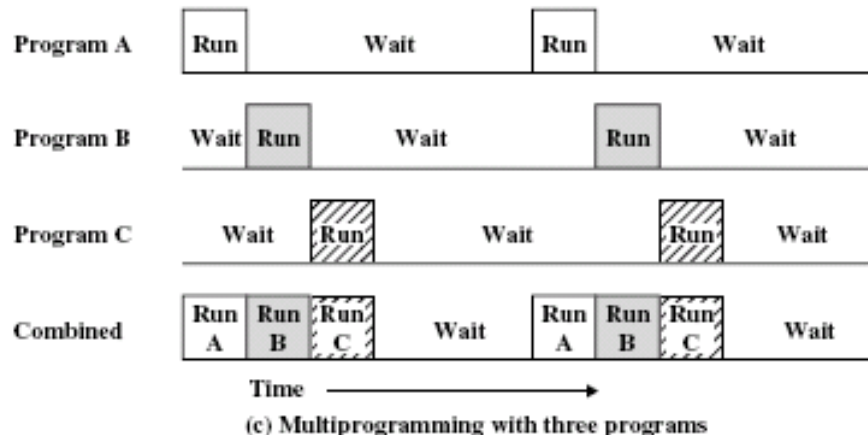 Program A Run Wait Run Wait
Program B Wait Run Wait Run Wait
Program C Wait Run Wait Run Wait
Combined Run A Run B Run C Wait Run A Run B Run C Wait
Time
(c) Multiprogramming with three programs